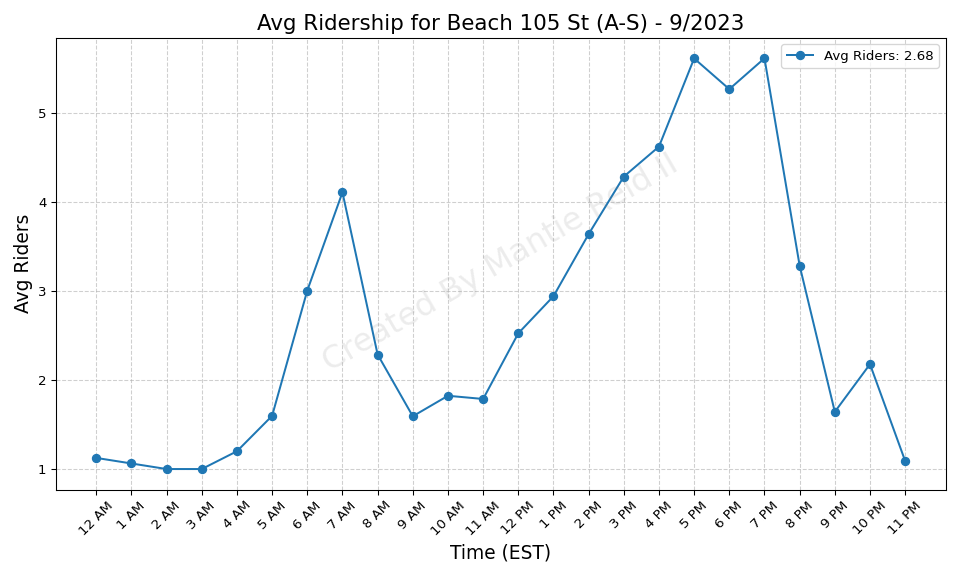 Avg Ridership for Beach 105 St (A-S) - 9/2023
Avg Riders: 2.68
Avg Riders
5
4
3
2
1
Created By Mantle Reid II
12 AM
1 AM
2 AM
3 AM
4 AM
5 AM
6 AM
7 AM
8 AM
9 AM
10 AM
11 AM
12 PM
1 PM
2 PM
3 PM
4 PM
5 PM
6 PM
7 PM
8 PM
9 PM
10 PM
11 PM
Time (EST)